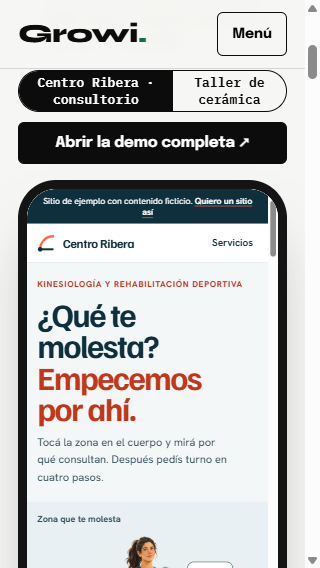 Growi.
Menú
Centro Ribera · consultorio
Taller de cerámica
Abrir la demo completa ↗
Sitio de ejemplo con contenido ficticio. Quiero un sitio
así
Centro Ribera
Servicios
KINESIOLOGÍA Y REHABILITACIÓN DEPORTIVA
¿Qué te
molesta?
Empecemos
por ahí.
Tocá la zona en el cuerpo y mirá por
qué consultan. Después pedís turno en
cuatro pasos.
Zona que te molesta